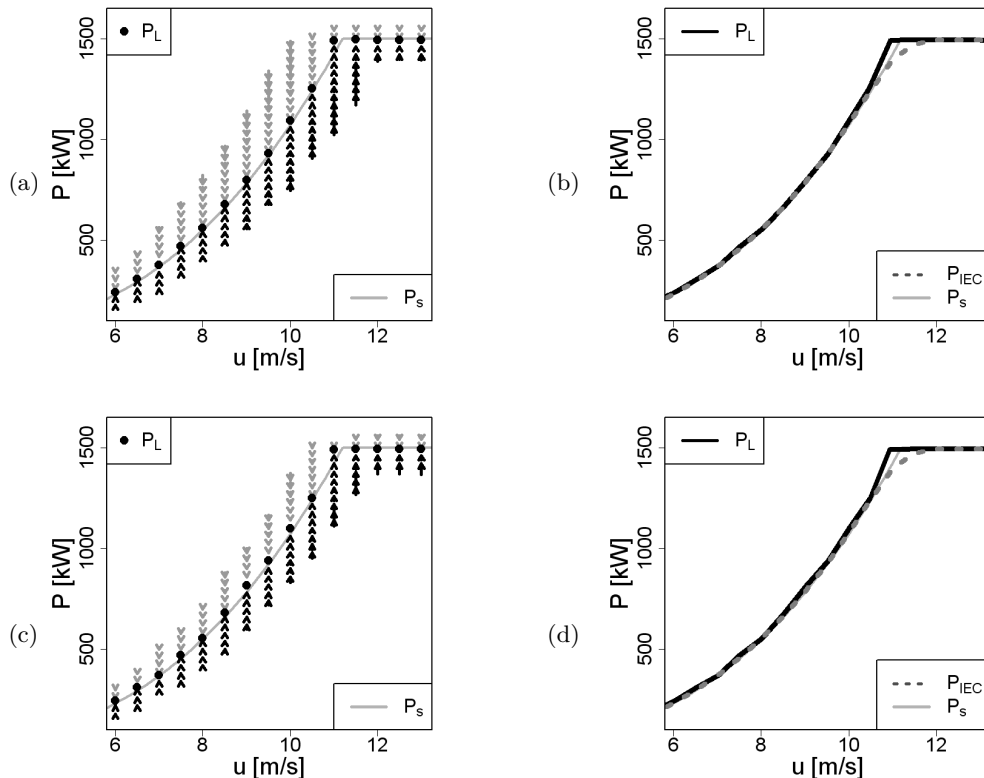 (a)
P [kW]
1500
1000
500
P_L
P_s
6 8 10 12
u [m/s]
(b)
P [kW]
1500
1000
500
P_L
P_IEC
P_s
6 8 10 12
u [m/s]
(c)
P [kW]
1500
1000
500
P_L
P_s
6 8 10 12
u [m/s]
(d)
P [kW]
1500
1000
500
P_L
P_IEC
P_s
6 8 10 12
u [m/s]